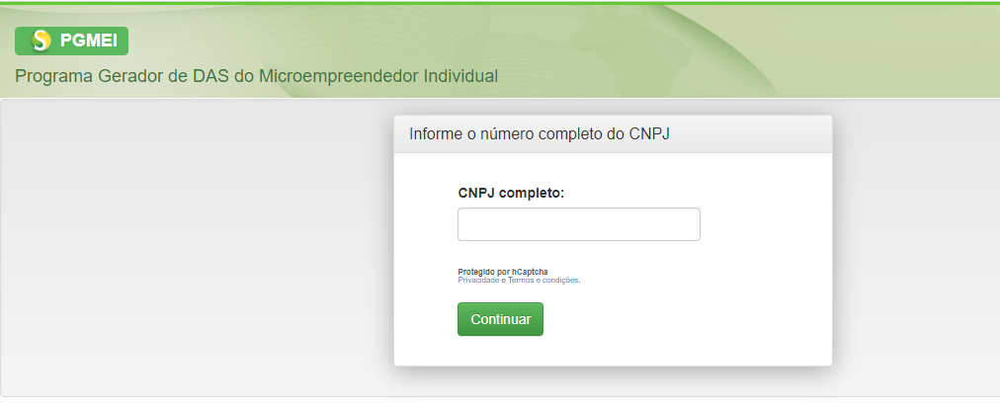 PGMEI
Programa Gerador de DAS do Microempreendedor Individual
Informe o número completo do CNPJ
CNPJ completo:
Protegido por hCaptcha
Privacidade e Termos e condições.
Continuar